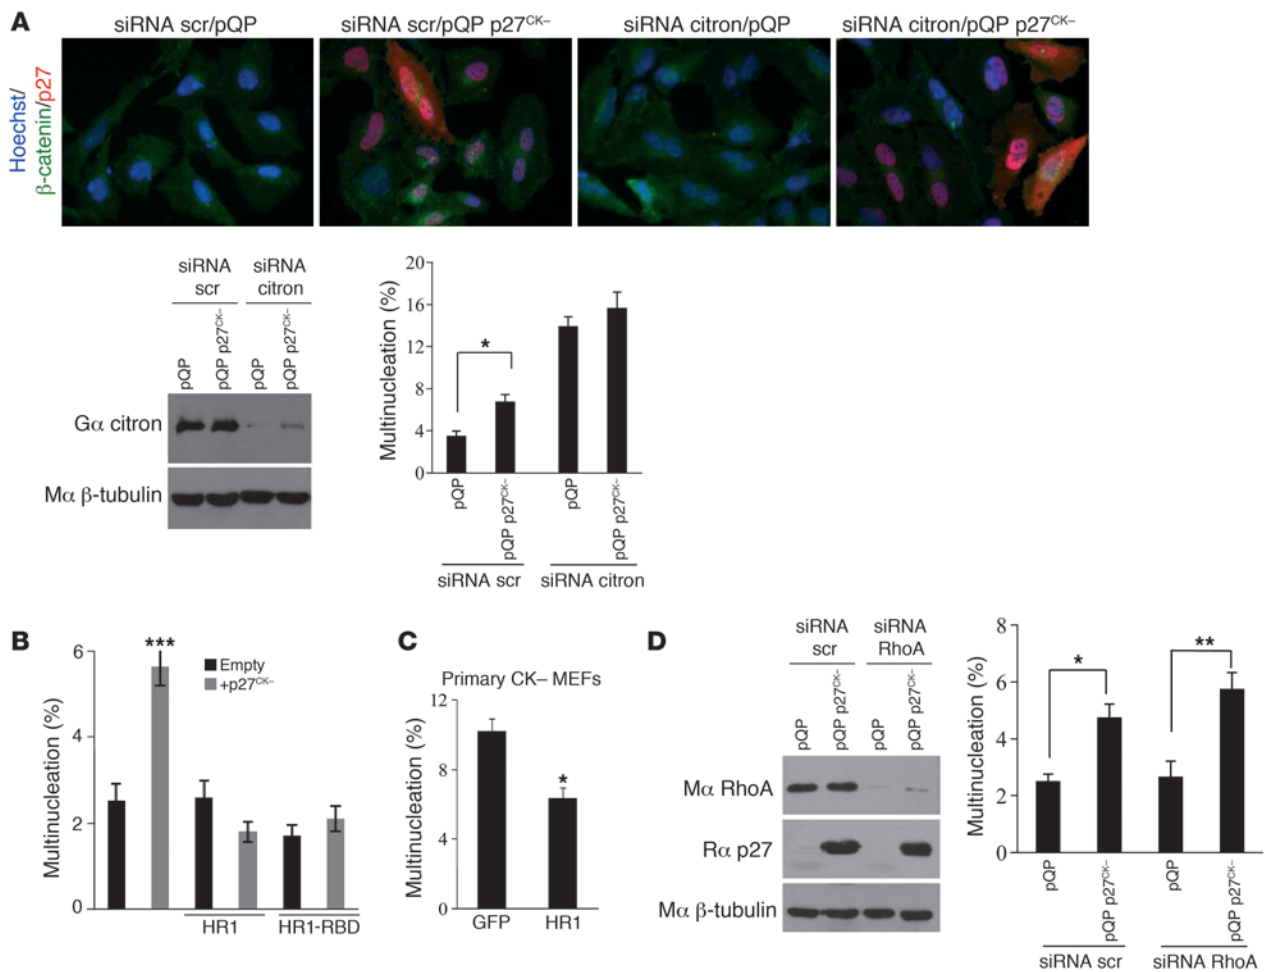 A
siRNA scr/pQP
siRNA scr/pQP p27CK–
siRNA citron/pQP
siRNA citron/pQP p27CK–
Hoechst/
β-catenin/p27
siRNA
scr
siRNA
citron
pQP
pQP p27CK–
pQP
pQP p27CK–
Gα citron
Mα β-tubulin
Multinucleation (%)
20
16
12
8
4
0
*
pQP
pQP p27CK–
pQP
pQP p27CK–
siRNA scr
siRNA citron
B
Multinucleation (%)
6
4
2
0
***
Empty
+p27CK–
HR1
HR1-RBD
C
Primary CK– MEFs
Multinucleation (%)
12
8
4
0
*
GFP
HR1
D
siRNA
scr
siRNA
RhoA
pQP
pQP p27CK–
pQP
pQP p27CK–
Mα RhoA
Rα p27
Mα β-tubulin
Multinucleation (%)
8
6
4
2
0
*
**
pQP
pQP p27CK–
pQP
pQP p27CK–
siRNA scr
siRNA RhoA